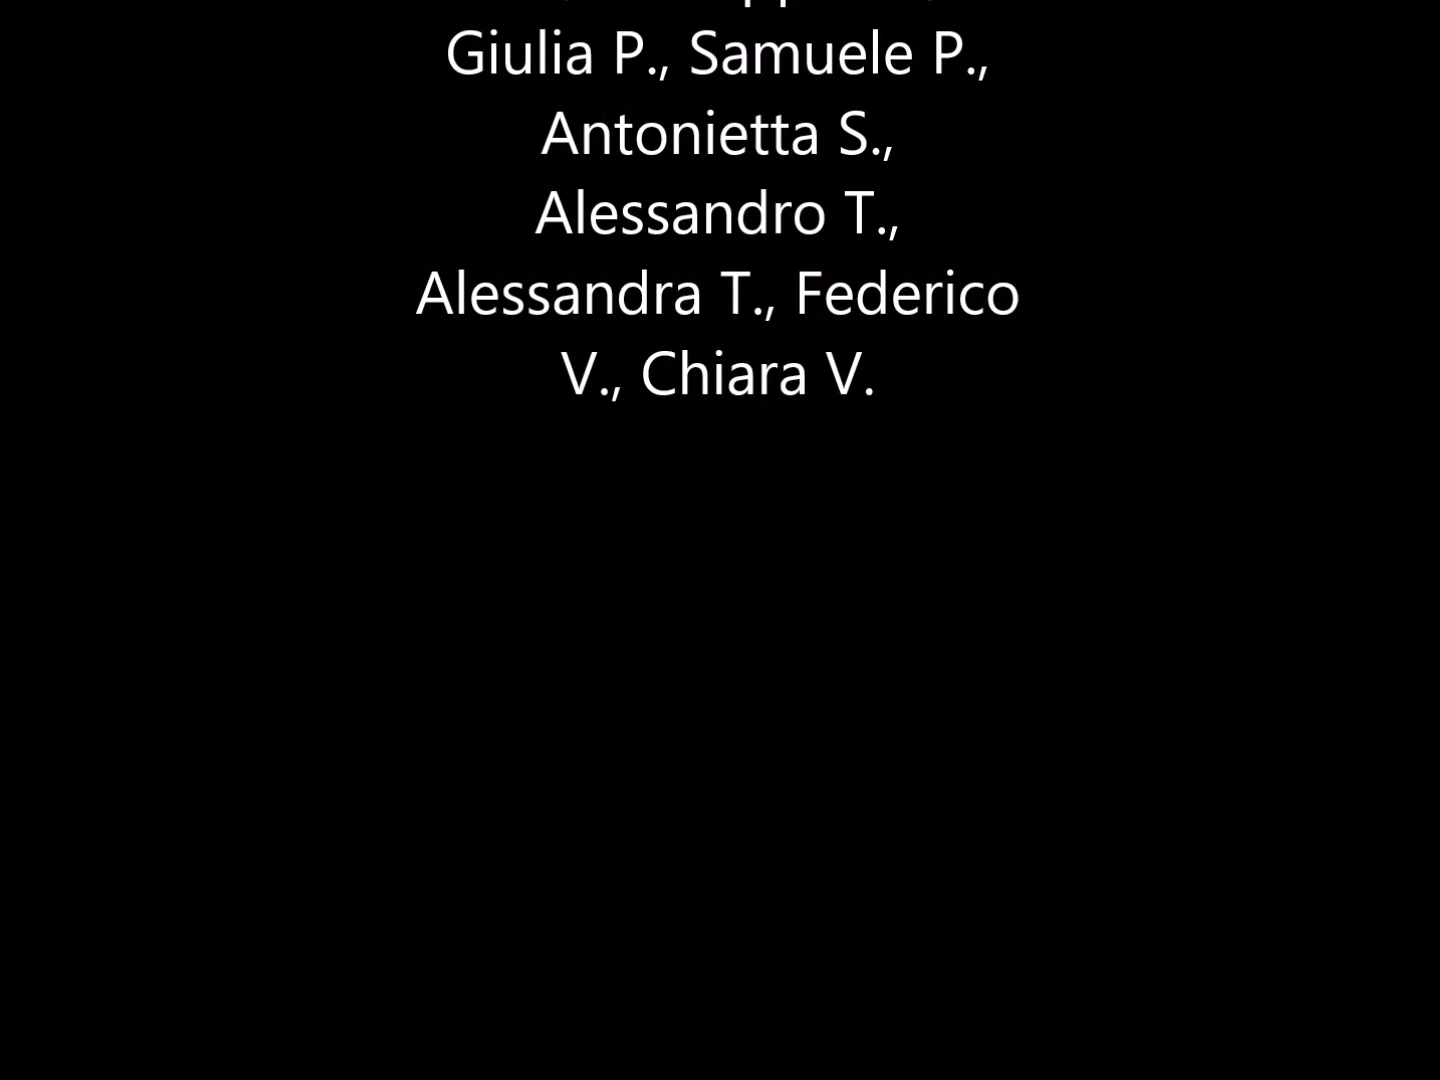 Giulia P., Samuele P.,
Antonietta S.,
Alessandro T.,
Alessandra T., Federico
V., Chiara V.